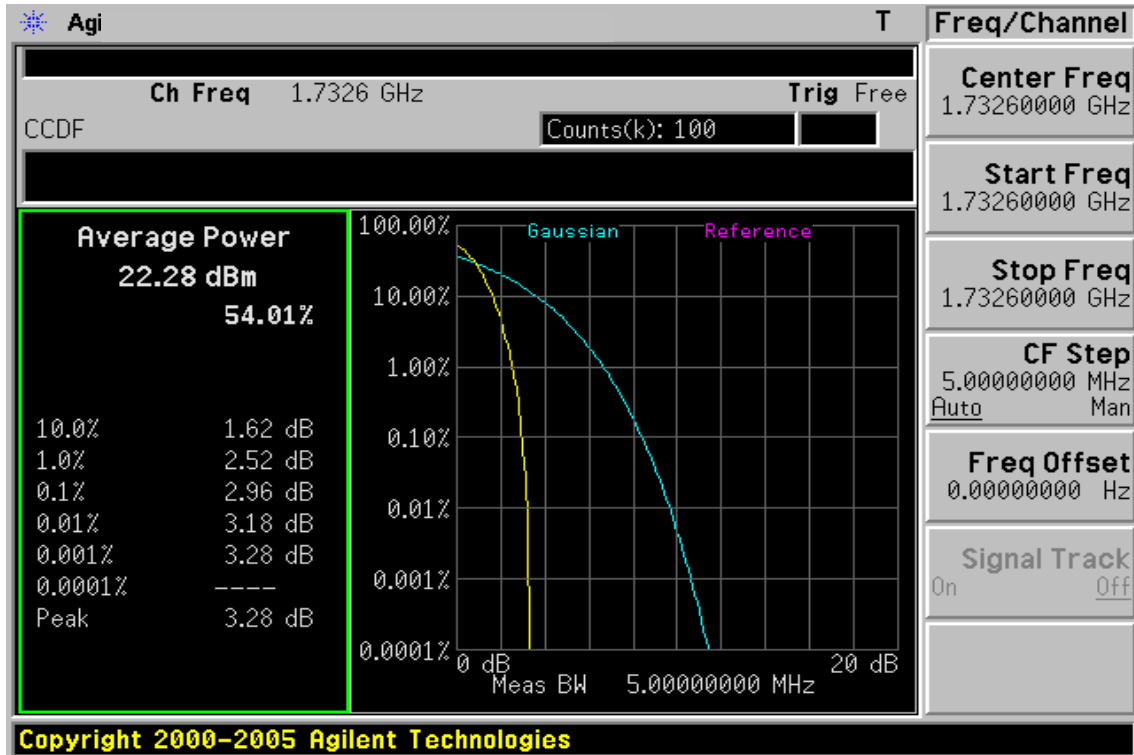 Agi T
Ch Freq 1.7326 GHz Trig Free
CCDF Counts(k): 100
Average Power
22.28 dBm
54.01%
10.0% 1.62 dB
1.0% 2.52 dB
0.1% 2.96 dB
0.01% 3.18 dB
0.001% 3.28 dB
0.0001% ----
Peak 3.28 dB
Gaussian Reference
100.00%
10.00%
1.00%
0.10%
0.01%
0.001%
0.0001%
0 dB 20 dB
Meas BW 5.00000000 MHz
Freq/Channel
Center Freq
1.73260000 GHz
Start Freq
1.73260000 GHz
Stop Freq
1.73260000 GHz
CF Step
5.00000000 MHz
Auto Man
Freq Offset
0.00000000 Hz
Signal Track
On Off
Copyright 2000-2005 Agilent Technologies